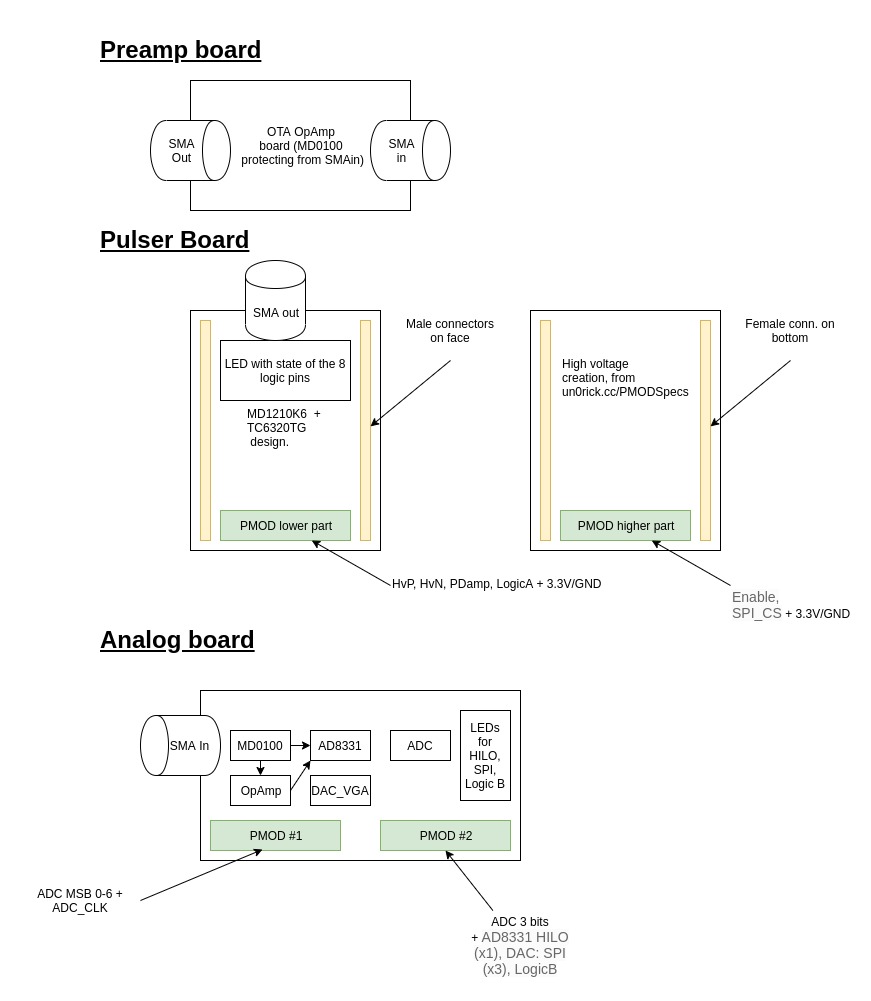 Preamp board
SMA
Out
OTA OpAmp
board (MD0100
protecting from SMAin)
SMA
in
Pulser Board
SMA out
LED with state of the 8
logic pins
MD1210K6 +
TC6320TG
design.
PMOD lower part
Male connectors
on face
High voltage
creation, from
un0rick.cc/PMODSpecs
PMOD higher part
Female conn. on
bottom
HvP, HvN, PDamp, LogicA + 3.3V/GND
Enable,
SPI_CS + 3.3V/GND
Analog board
SMA In
MD0100
AD8331
ADC
LEDs
for
HILO,
SPI,
Logic B
OpAmp
DAC_VGA
PMOD #1
PMOD #2
ADC MSB 0-6 +
ADC_CLK
ADC 3 bits
+ AD8331 HILO
(x1), DAC: SPI
(x3), LogicB